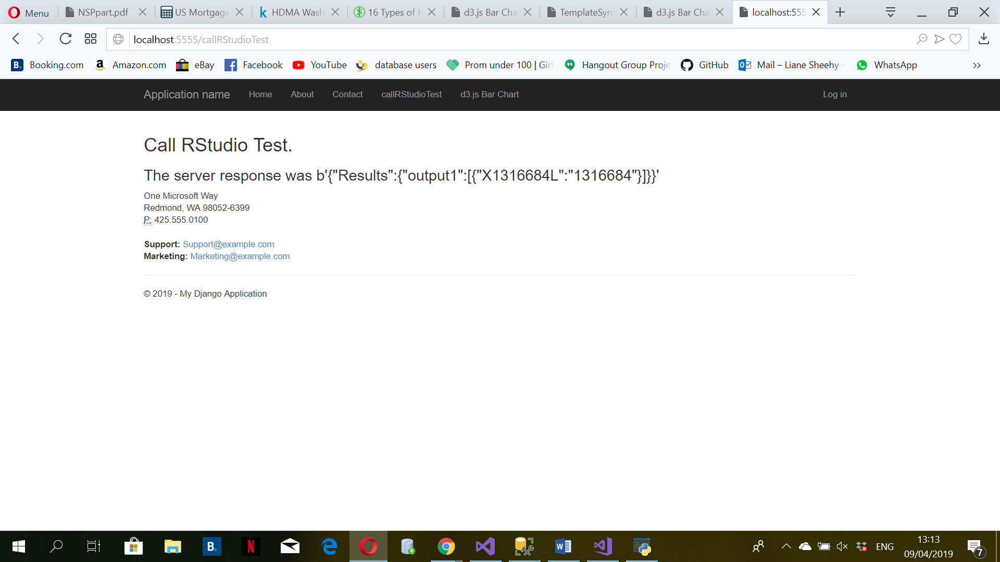 Menu NSPpart.pdf US Mortgage HDMA Wash 16 Types of d3.js Bar Cha TemplateSyn d3.js Bar Cha localhost:555
localhost:5555/callRStudioTest
Booking.com Amazon.com eBay Facebook YouTube database users Prom under 100 | Girl Hangout Group Proje GitHub Mail – Liane Sheehy - WhatsApp
Application name Home About Contact callRStudioTest d3.js Bar Chart Log in
Call RStudio Test.
The server response was b'{"Results":{"output1":[{"X1316684L":"1316684"}]}}'
One Microsoft Way
Redmond, WA 98052-6399
P: 425.555.0100
Support: Support@example.com
Marketing: Marketing@example.com
© 2019 - My Django Application
ENG 13:13
09/04/2019 7